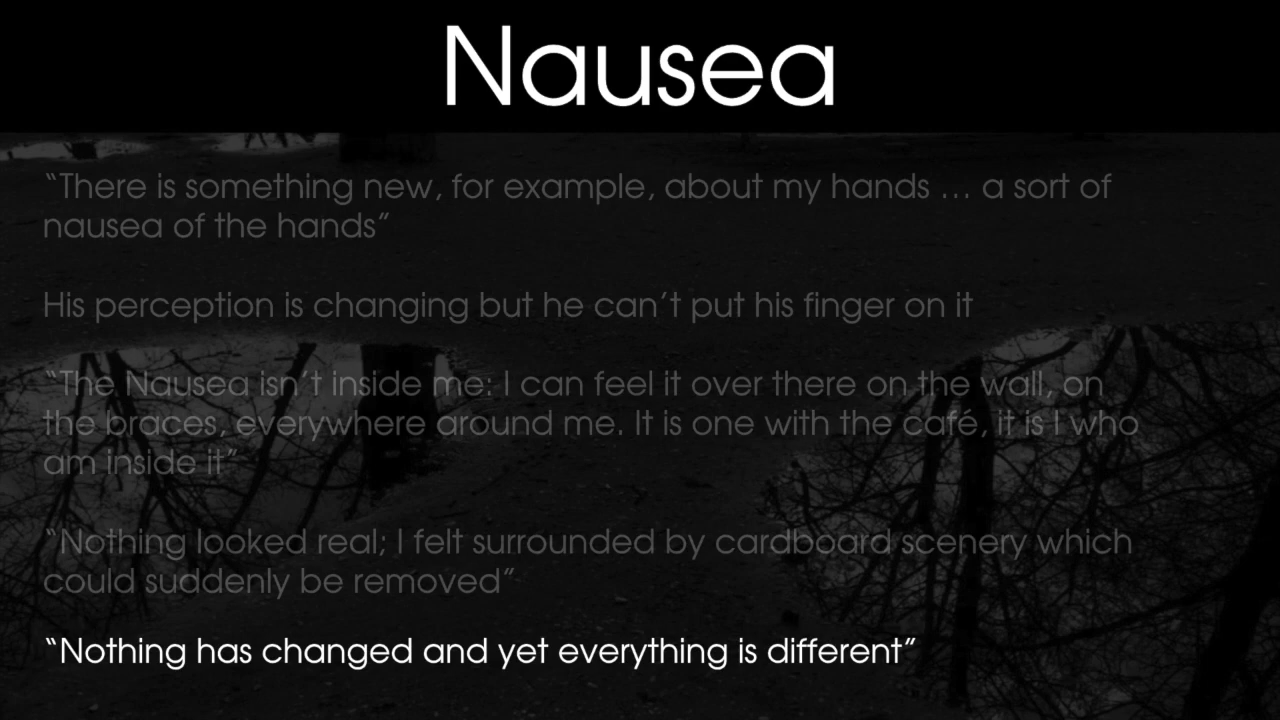 Nausea
“There is something new, for example, about my hands … a sort of
nausea of the hands”
His perception is changing but he can’t put his finger on it
“The Nausea isn’t inside me: I can feel it over there on the wall, on
the braces, everywhere around me. It is one with the café, it is I who
am inside it”
“Nothing looked real; I felt surrounded by cardboard scenery which
could suddenly be removed”
“Nothing has changed and yet everything is different”